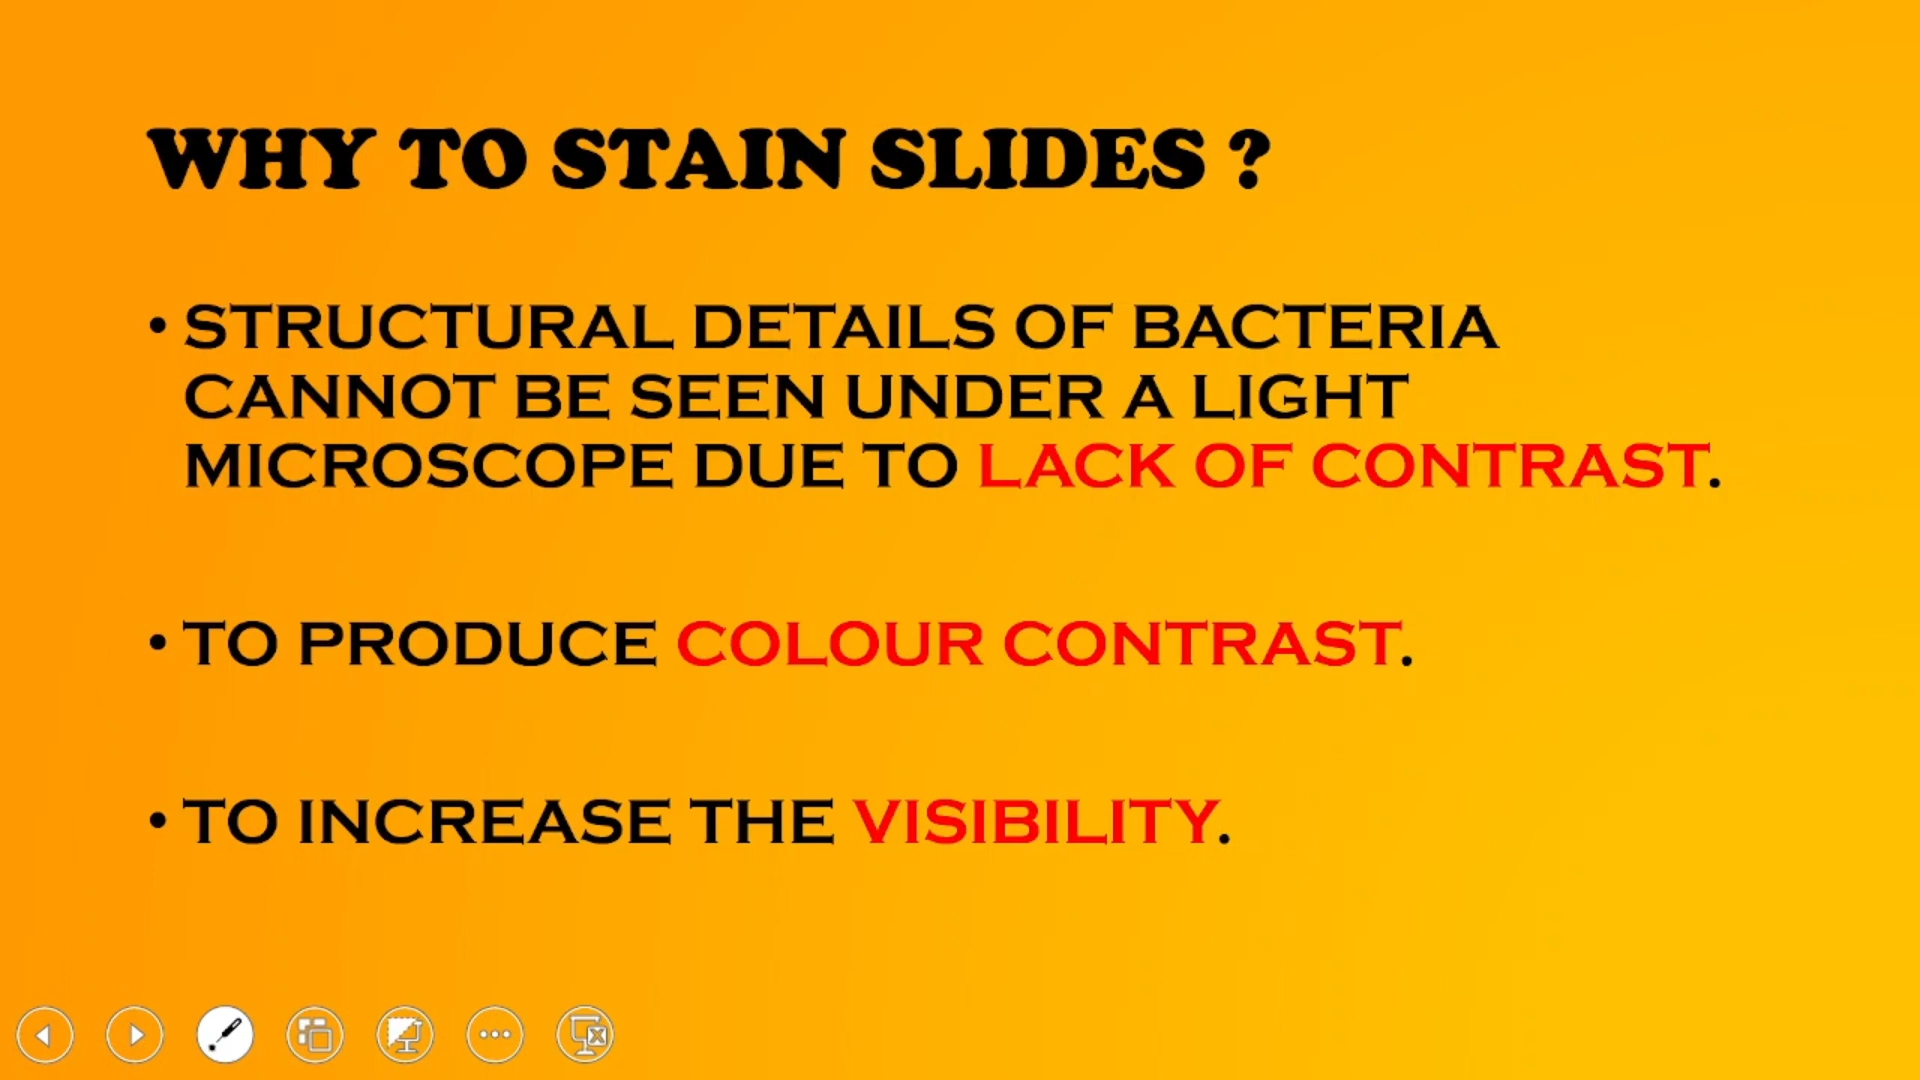 WHY TO STAIN SLIDES ?
• STRUCTURAL DETAILS OF BACTERIA
CANNOT BE SEEN UNDER A LIGHT
MICROSCOPE DUE TO LACK OF CONTRAST.
• TO PRODUCE COLOUR CONTRAST.
• TO INCREASE THE VISIBILITY.